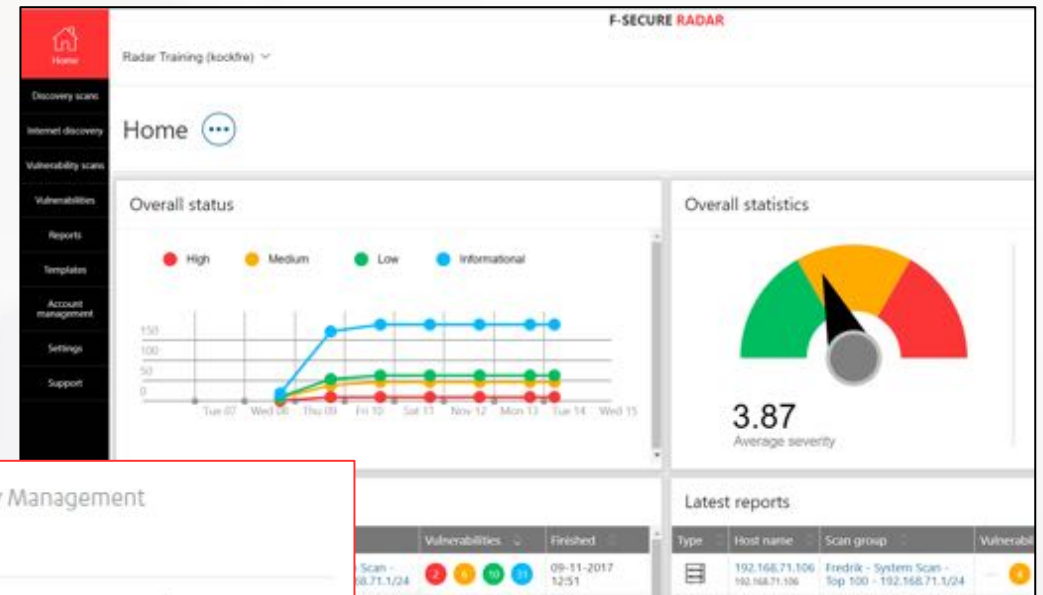 F-SECURE RADAR
Home
Radar Training (kockfre)
Discovery scans
Internet discovery
Vulnerability scans
Vulnerabilities
Reports
Templates
Account management
Settings
Support
Home
Overall status
High Medium Low Informational
150
100
50
0
Tue 07 Wed 08 Thu 09 Fri 10 Sat 11 Nov 12 Mon 13 Tue 14 Wed 15
Overall statistics
3.87
Average severity
Management
Vulnerabilities Finished
Scan -
68.71.1/24
2 6 10 31
09-11-2017
12:51
Latest reports
Type Host name Scan group Vulnerabil
192.168.71.106
192.168.71.106
Fredrik - System Scan -
Top 100 - 192.168.71.1/24
4